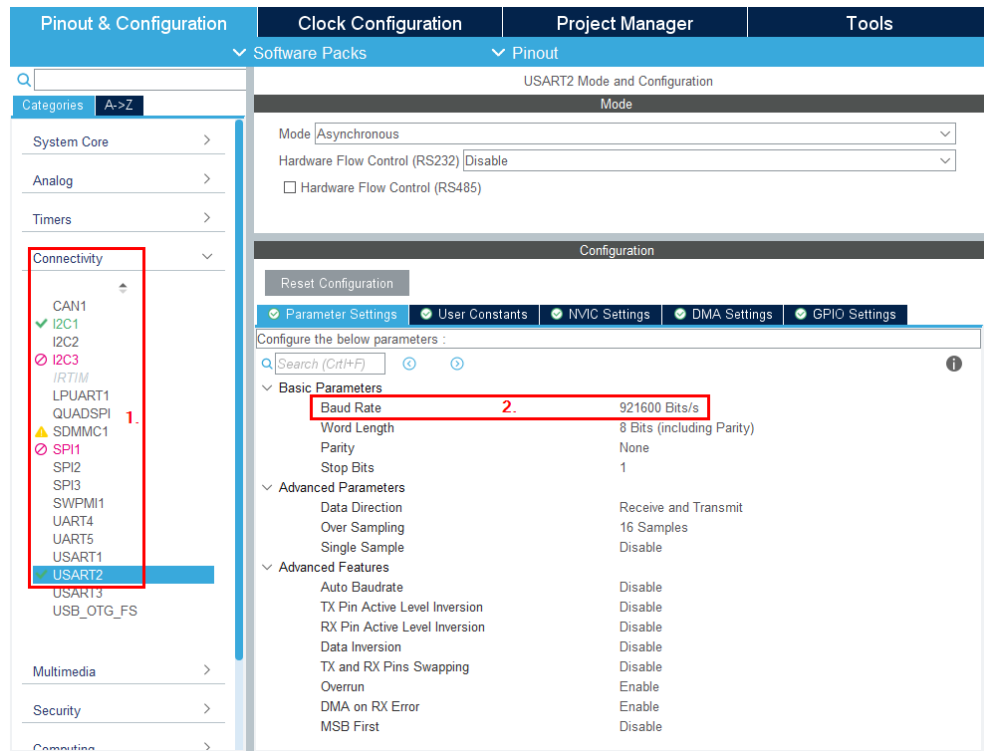 Pinout & Configuration Clock Configuration Project Manager Tools
Software Packs Pinout
USART2 Mode and Configuration
Categories A->Z
Mode
System Core
Mode Asynchronous
Hardware Flow Control (RS232) Disable
Analog
Hardware Flow Control (RS485)
Timers
Configuration
Connectivity
Reset Configuration
CAN1
I2C1
I2C2
I2C3
IRTIM
LPUART1
QUADSPI
1.
SDMMC1
SPI1
SPI2
SPI3
SWPMI1
UART4
UART5
USART1
USART2
USART3
USB_OTG_FS
Multimedia
Security
Computing
Parameter Settings User Constants NVIC Settings DMA Settings GPIO Settings
Configure the below parameters :
Search (Crtl+F)
Basic Parameters
Baud Rate 2. 921600 Bits/s
Word Length 8 Bits (including Parity)
Parity None
Stop Bits 1
Advanced Parameters
Data Direction Receive and Transmit
Over Sampling 16 Samples
Single Sample Disable
Advanced Features
Auto Baudrate Disable
TX Pin Active Level Inversion Disable
RX Pin Active Level Inversion Disable
Data Inversion Disable
TX and RX Pins Swapping Disable
Overrun Enable
DMA on RX Error Enable
MSB First Disable